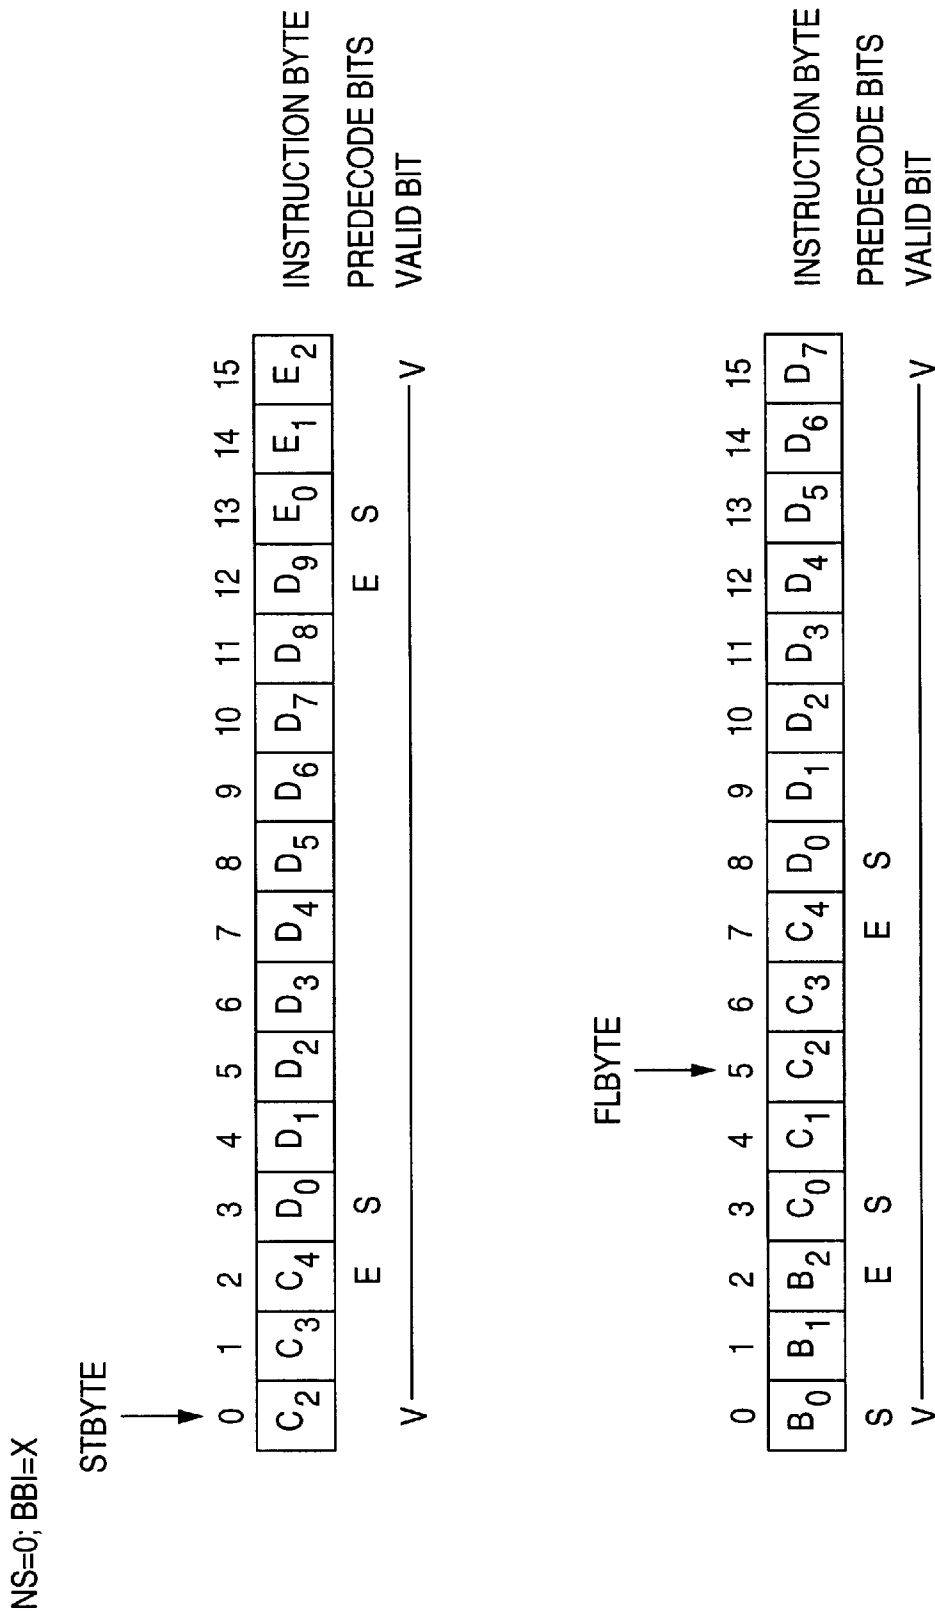 NS=0; BBI=X
STBYTE
0 1 2 3 4 5 6 7 8 9 10 11 12 13 14 15
C2 C3 C4 D0 D1 D2 D3 D4 D5 D6 D7 D8 D9 E0 E1 E2 INSTRUCTION BYTE
E S E S PREDECODE BITS
V V VALID BIT
FLBYTE
0 1 2 3 4 5 6 7 8 9 10 11 12 13 14 15
B0 B1 B2 C0 C1 C2 C3 C4 D0 D1 D2 D3 D4 D5 D6 D7 INSTRUCTION BYTE
S E S E S PREDECODE BITS
V V VALID BIT